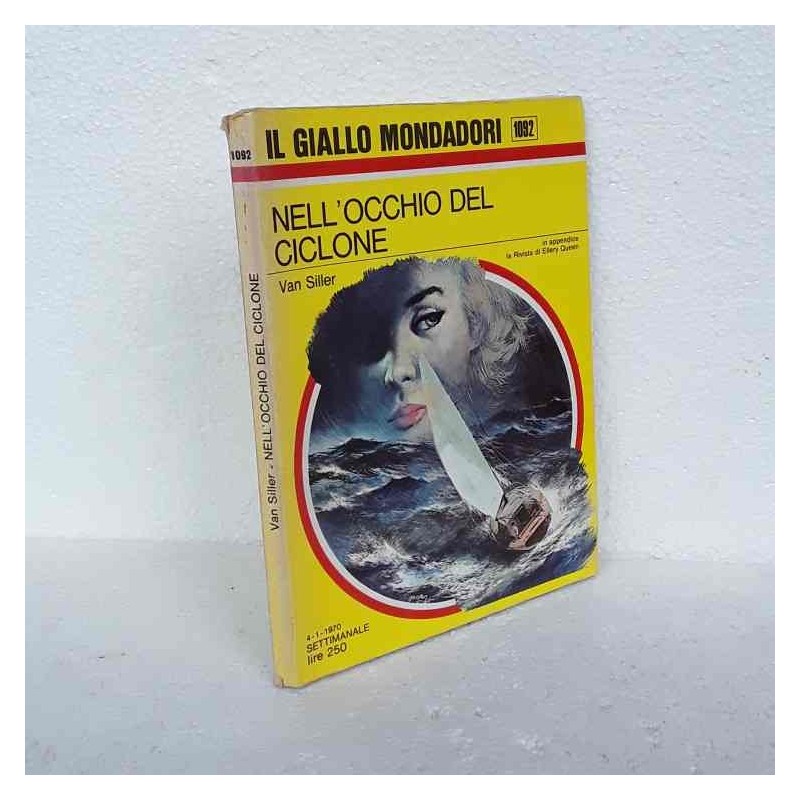 1092
Van Siller - NELL'OCCHIO DEL CICLONE
IL GIALLO MONDADORI 1092
NELL'OCCHIO DEL
CICLONE
Van Siller
in appendice
la Rivista di Ellery Queen
4-1-1970
SETTIMANALE
lire 250